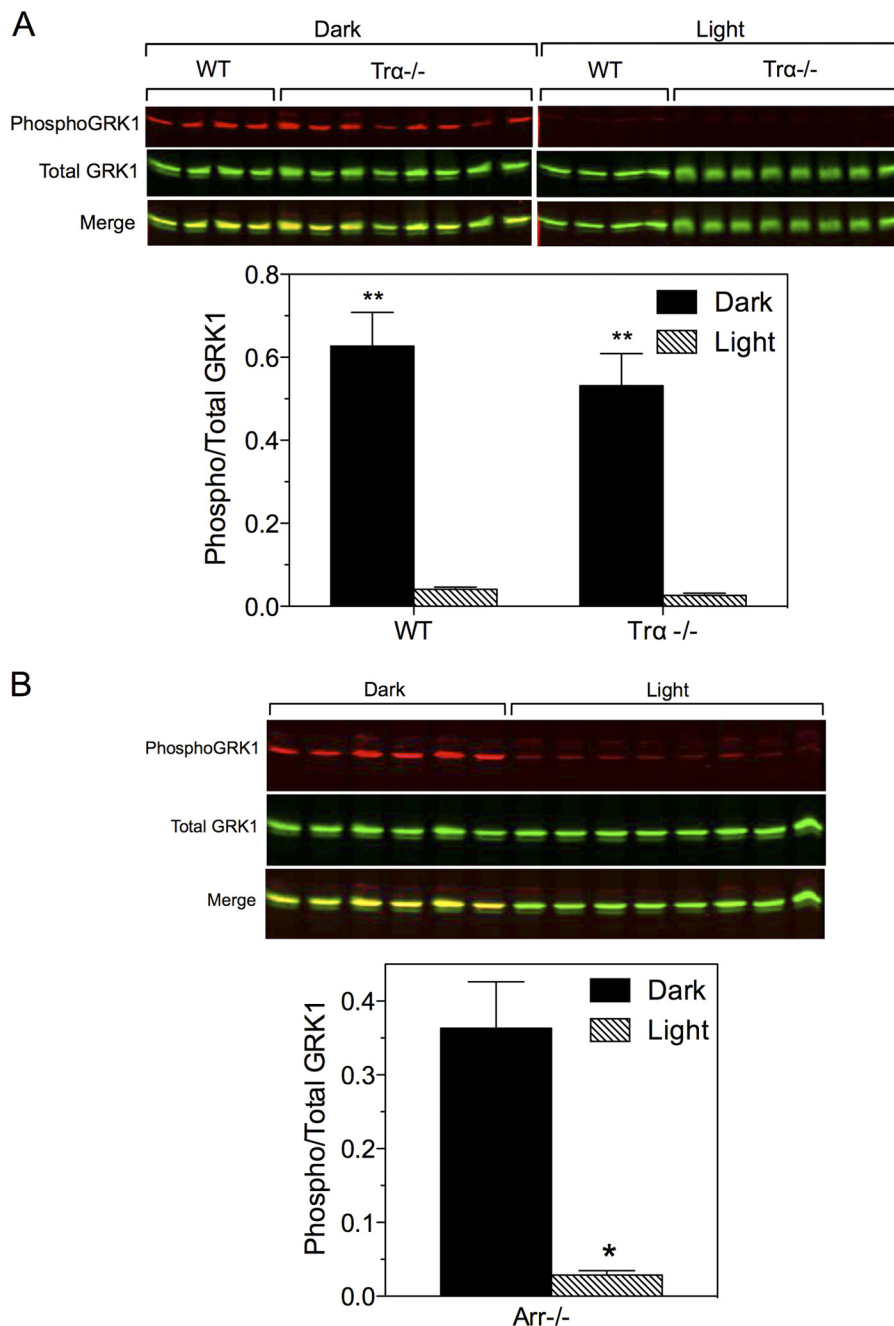 A
Dark Light
WT Trα-/- WT Trα-/-
PhosphoGRK1
Total GRK1
Merge
Phospho/Total GRK1
0.8
0.6
0.4
0.2
0.0
**
**
Dark
Light
WT Trα -/-
B
Dark Light
PhosphoGRK1
Total GRK1
Merge
Phospho/Total GRK1
0.4
0.3
0.2
0.1
0.0
Dark
Light
*
Arr-/-